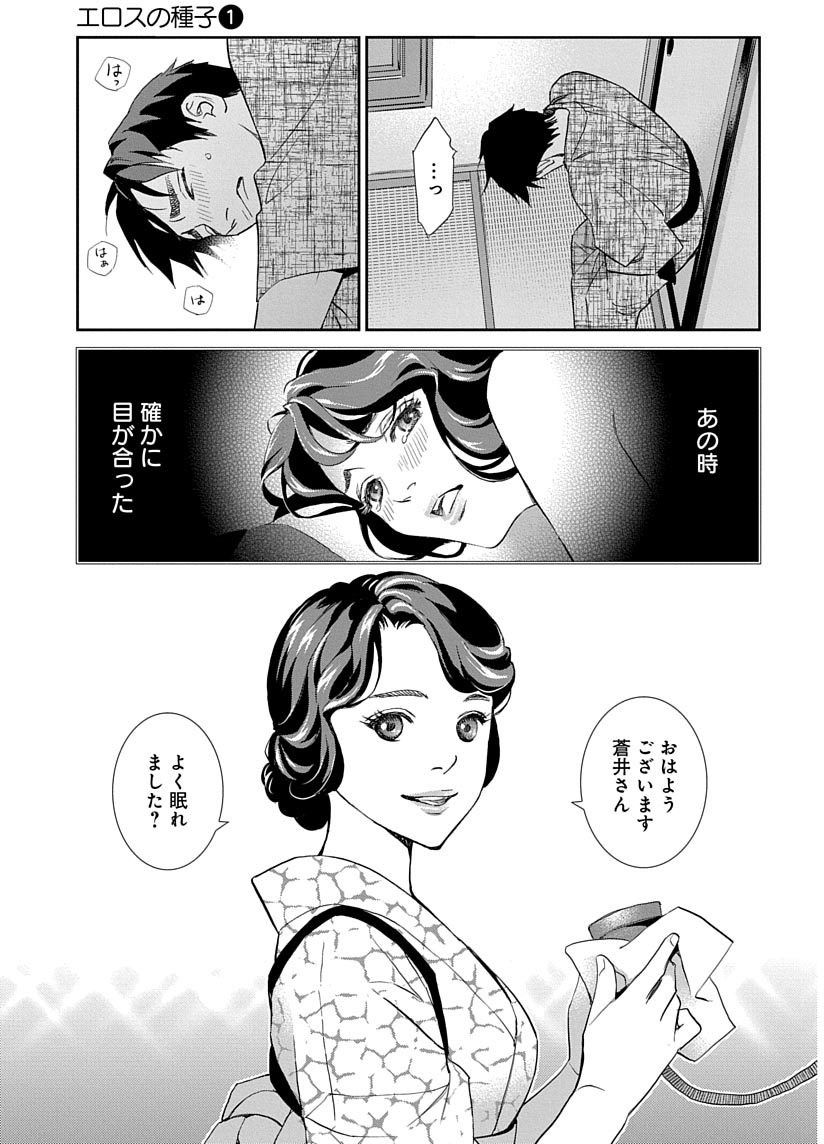 エロスの種子❶
…っ
はっ
はぁ
は
あの時
確かに
目が合った
おはよう
ございます
蒼井さん
よく眠れ
ました?